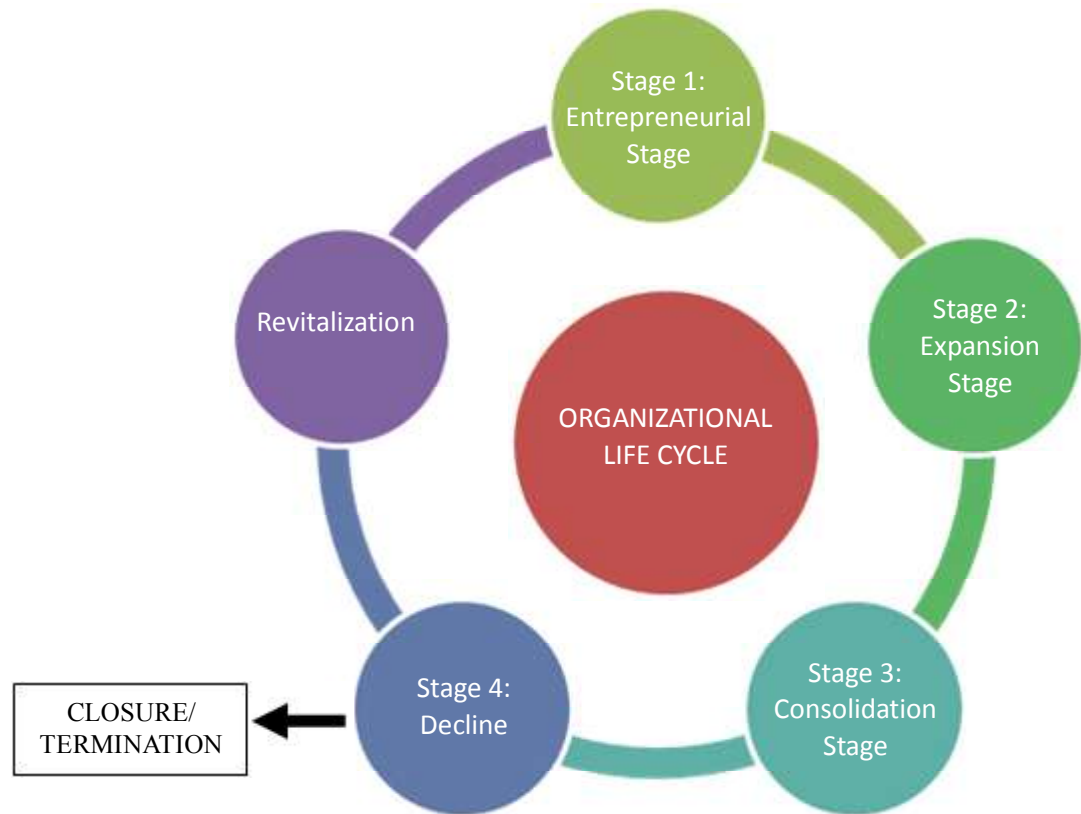 Stage 1:
Entrepreneurial
Stage
Stage 2:
Expansion
Stage
Stage 3:
Consolidation
Stage
Stage 4:
Decline
CLOSURE/
TERMINATION
Revitalization
ORGANIZATIONAL
LIFE CYCLE